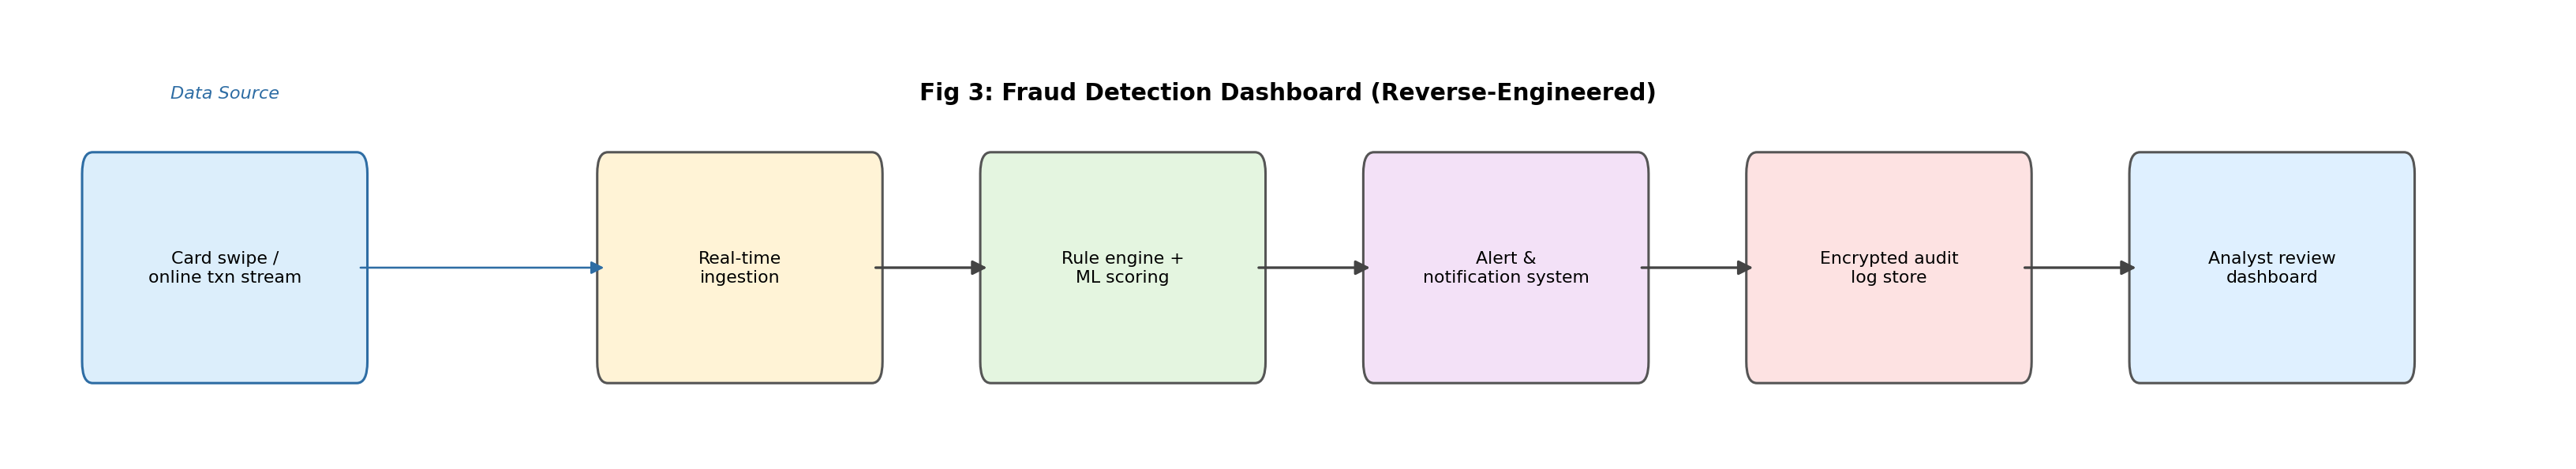 Data Source
Fig 3: Fraud Detection Dashboard (Reverse-Engineered)
Card swipe /
online txn stream
Real-time
ingestion
Rule engine +
ML scoring
Alert &
notification system
Encrypted audit
log store
Analyst review
dashboard